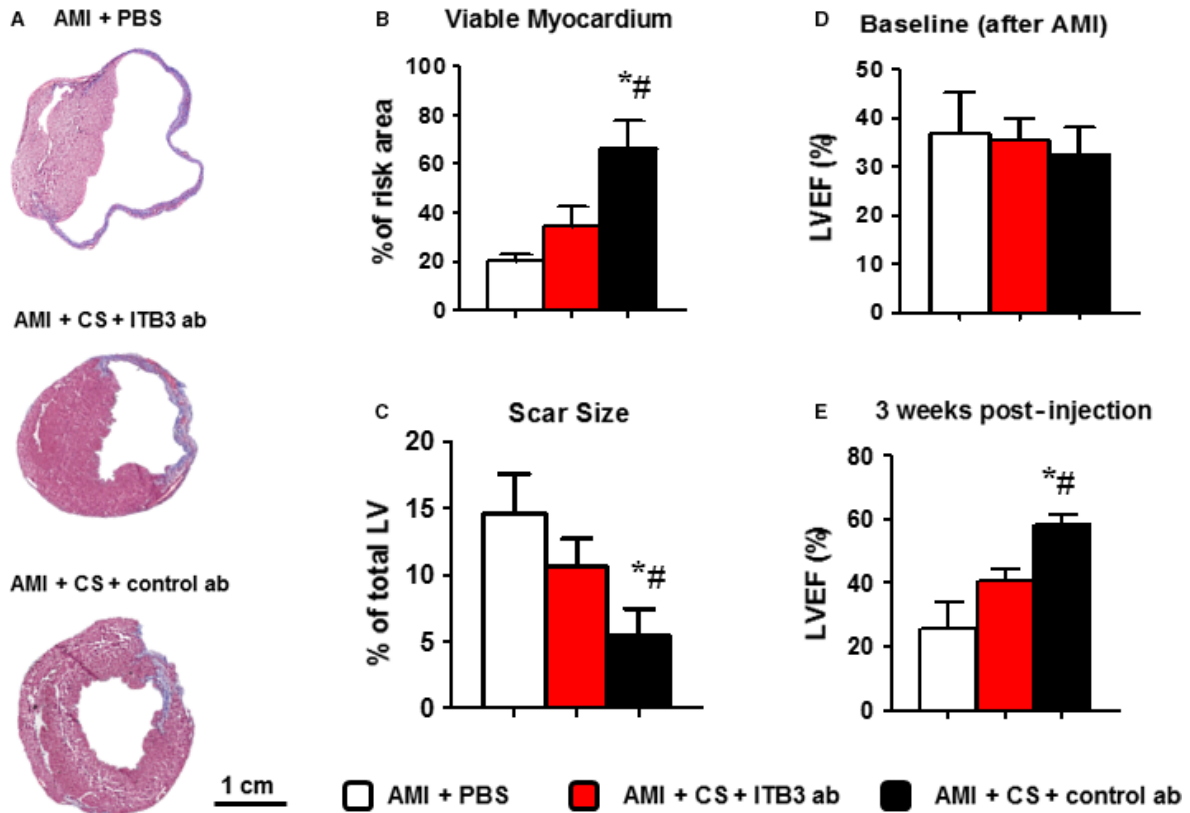 A AMI + PBS
AMI + CS + ITB3 ab
AMI + CS + control ab
1 cm
B Viable Myocardium
% of risk area
100
80
60
40
20
0
*#
C Scar Size
% of total LV
20
15
10
5
0
*#
D Baseline (after AMI)
LVEF (%)
50
40
30
20
10
0
E 3 weeks post-injection
LVEF (%)
80
60
40
20
0
*#
AMI + PBS AMI + CS + ITB3 ab AMI + CS + control ab